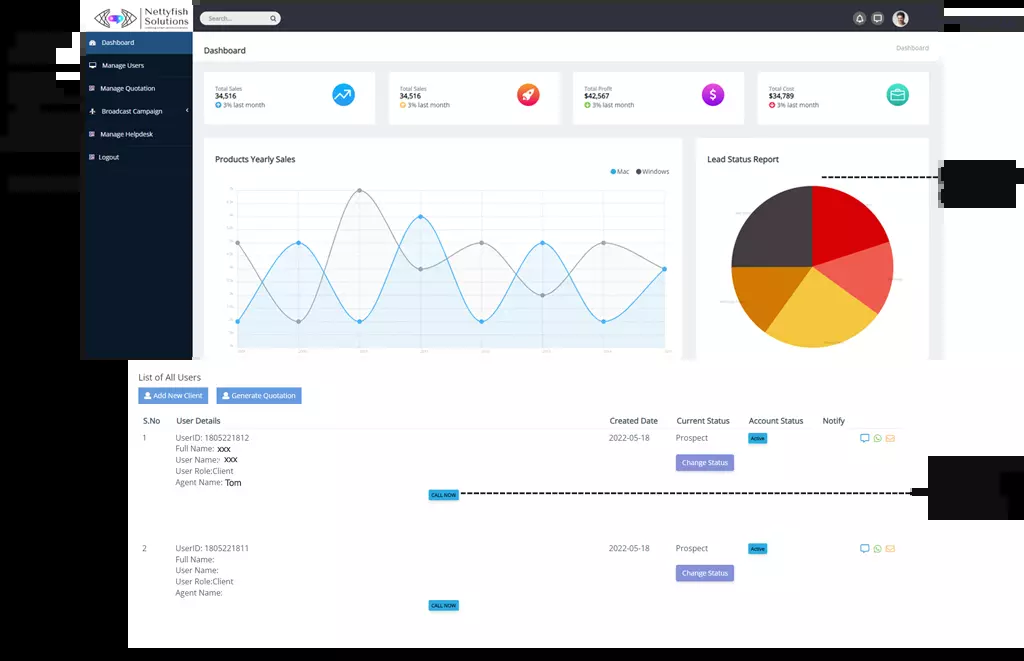 Nettyfish
Solutions
Search...
Dashboard
Manage Users
Manage Quotation
Broadcast Campaign
Manage Helpdesk
Logout
Dashboard
Dashboard
Total Sales
34,516
3% last month
Total Sales
34,516
3% last month
Total Profit
$42,567
3% last month
Total Cost
$34,789
3% last month
Products Yearly Sales
Mac Windows
Lead Status Report
List of All Users
Add New Client Generate Quotation
S.No User Details Created Date Current Status Account Status Notify
1 UserID: 1805221812 2022-05-18 Prospect Active
Full Name: xxx
User Name: xxx
User Role:Client
Agent Name: Tom
Change Status
CALL NOW
2 UserID: 1805221811 2022-05-18 Prospect Active
Full Name:
User Name:
User Role:Client
Agent Name:
Change Status
CALL NOW